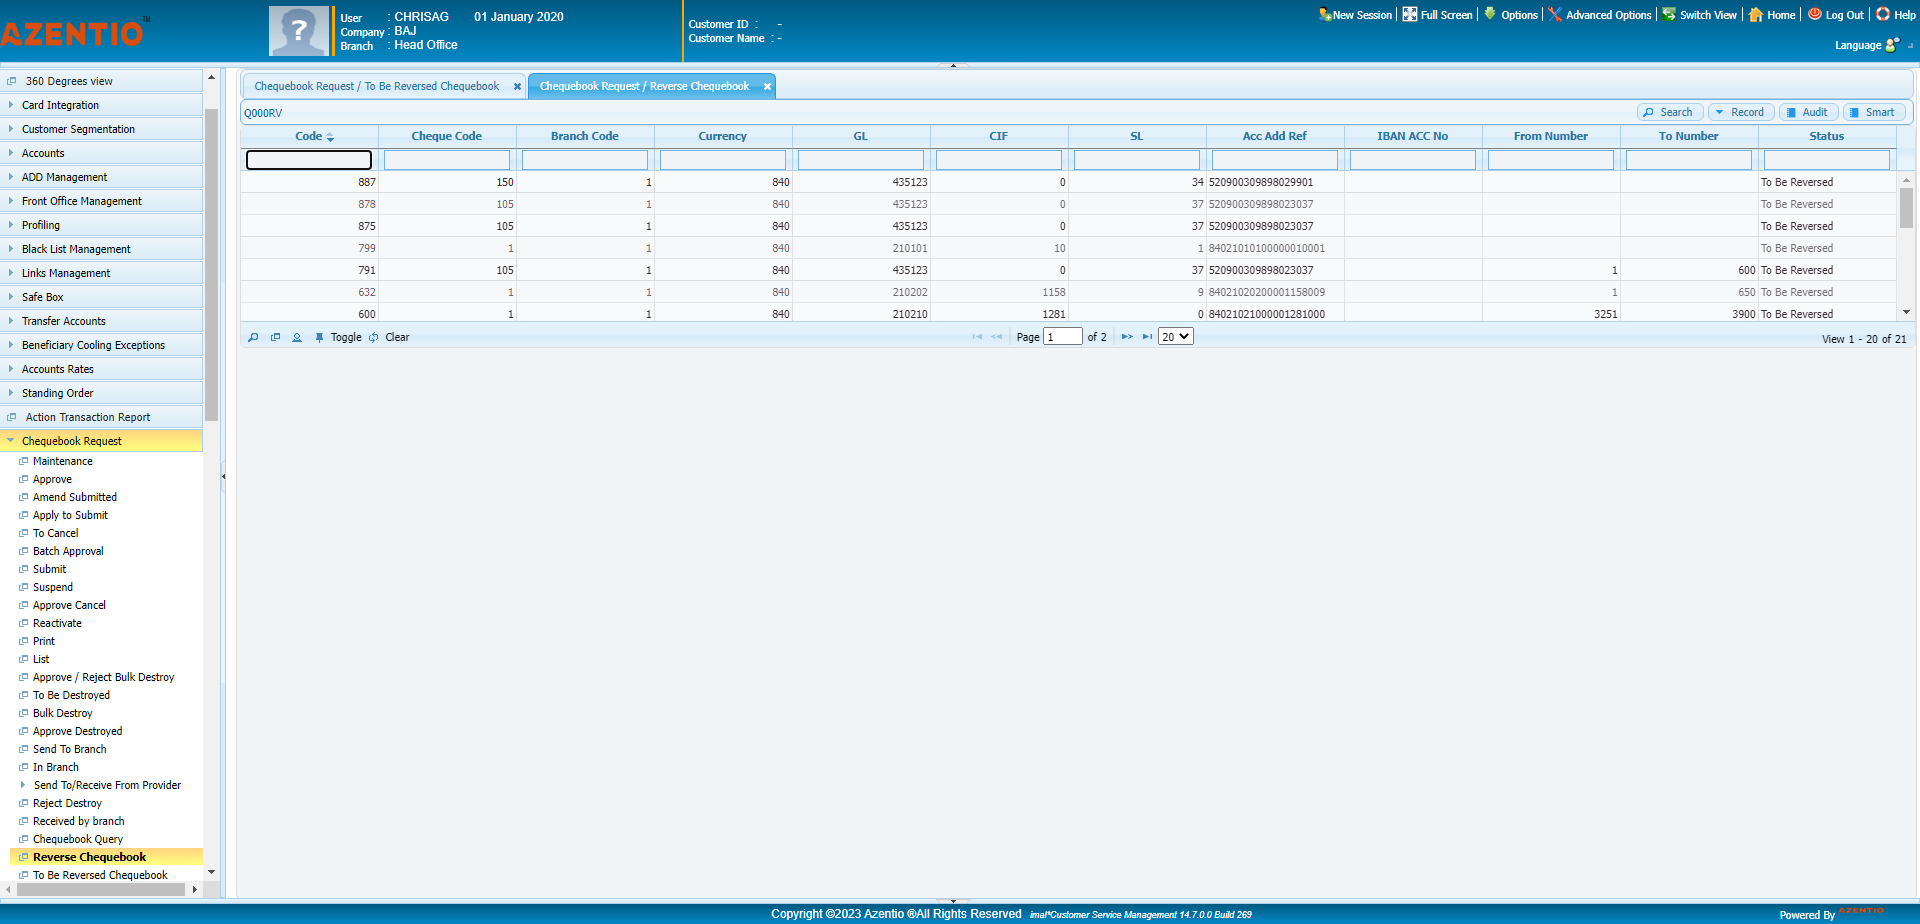 AZENTIO™
User : CHRISAG 01 January 2020
Company : BAJ
Branch : Head Office
Customer ID : -
Customer Name : -
New Session Full Screen Options Advanced Options Switch View Home Log Out Help
Language
360 Degrees view
Card Integration
Customer Segmentation
Accounts
ADD Management
Front Office Management
Profiling
Black List Management
Links Management
Safe Box
Transfer Accounts
Beneficiary Cooling Exceptions
Accounts Rates
Standing Order
Action Transaction Report
Chequebook Request
Maintenance
Approve
Amend Submitted
Apply to Submit
To Cancel
Batch Approval
Submit
Suspend
Approve Cancel
Reactivate
Print
List
Approve / Reject Bulk Destroy
To Be Destroyed
Bulk Destroy
Approve Destroyed
Send To Branch
In Branch
Send To/Receive From Provider
Reject Destroy
Received by branch
Chequebook Query
Reverse Chequebook
To Be Reversed Chequebook
Chequebook Request / To Be Reversed Chequebook Chequebook Request / Reverse Chequebook
Q000RV Search Record Audit Smart
Code Cheque Code Branch Code Currency GL CIF SL Acc Add Ref IBAN ACC No From Number To Number Status
887 150 1 840 435123 0 34 520900309898029901 To Be Reversed
878 105 1 840 435123 0 37 520900309898023037 To Be Reversed
875 105 1 840 435123 0 37 520900309898023037 To Be Reversed
799 1 1 840 210101 10 1 84021010100000010001 To Be Reversed
791 105 1 840 435123 0 37 520900309898023037 1 600 To Be Reversed
632 1 1 840 210202 1158 9 84021020200001158009 1 650 To Be Reversed
600 1 1 840 210210 1281 0 84021021000001281000 3251 3900 To Be Reversed
Toggle Clear Page 1 of 2 20 View 1 - 20 of 21
Copyright ©2023 Azentio ®All Rights Reserved imal*Customer Service Management 14.7.0.0 Build 269
Powered By AZENTIO